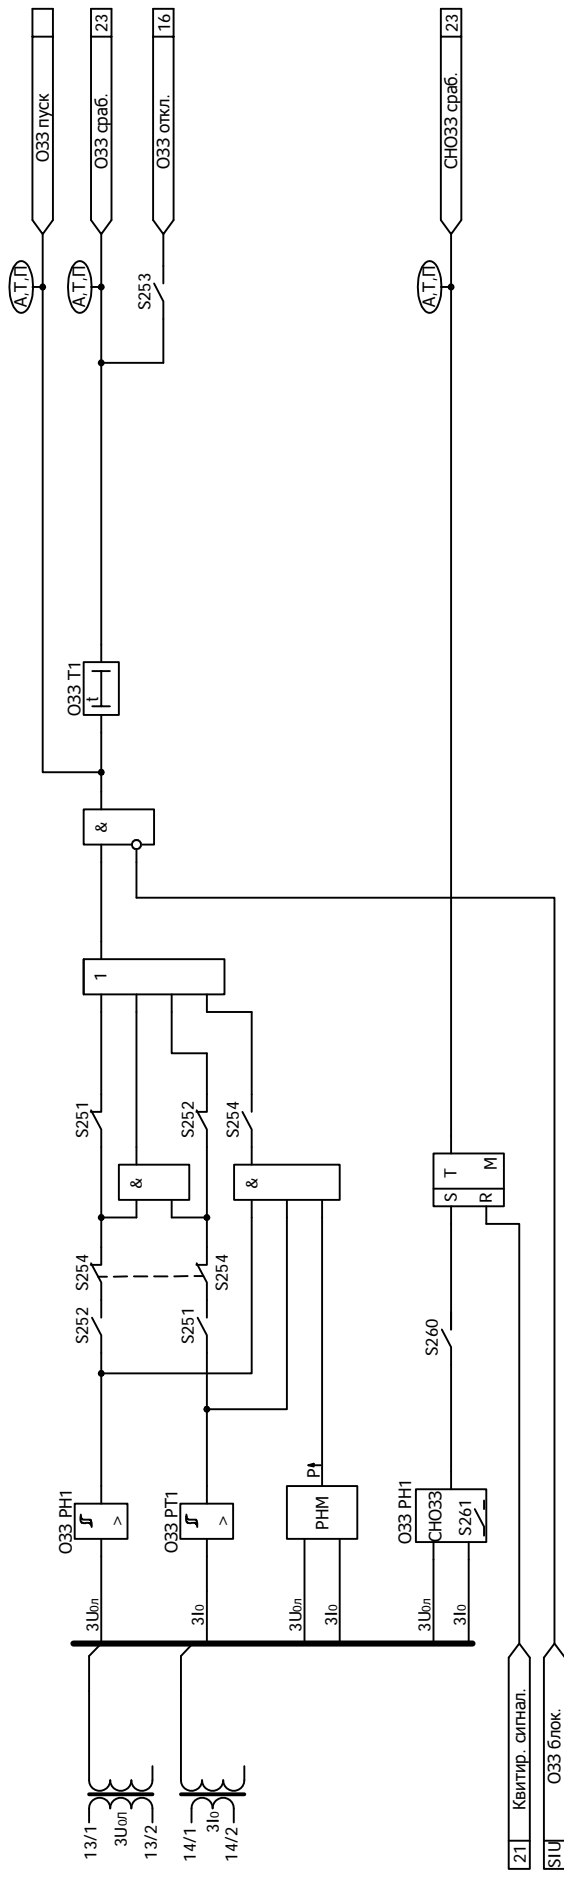 ОЗЗ пуск
23
ОЗЗ сраб.
16
ОЗЗ откл.
23
СНОЗЗ сраб.
А,Т,П
А,Т,П
А,Т,П
S253
ОЗЗ Т1
t
&
1
S251
S252
S254
&
&
S254
S254
S252
S251
S T
R M
S260
ОЗЗ РН1
>
ОЗЗ РТ1
>
РНМ
P
ОЗЗ РН1
СНОЗЗ
S261
3U0Л
3I0
3U0Л
3I0
3U0Л
3I0
13/1
3U0Л
13/2
14/1
3I0
14/2
21
Квитир. сигнал.
SIU
ОЗЗ блок.